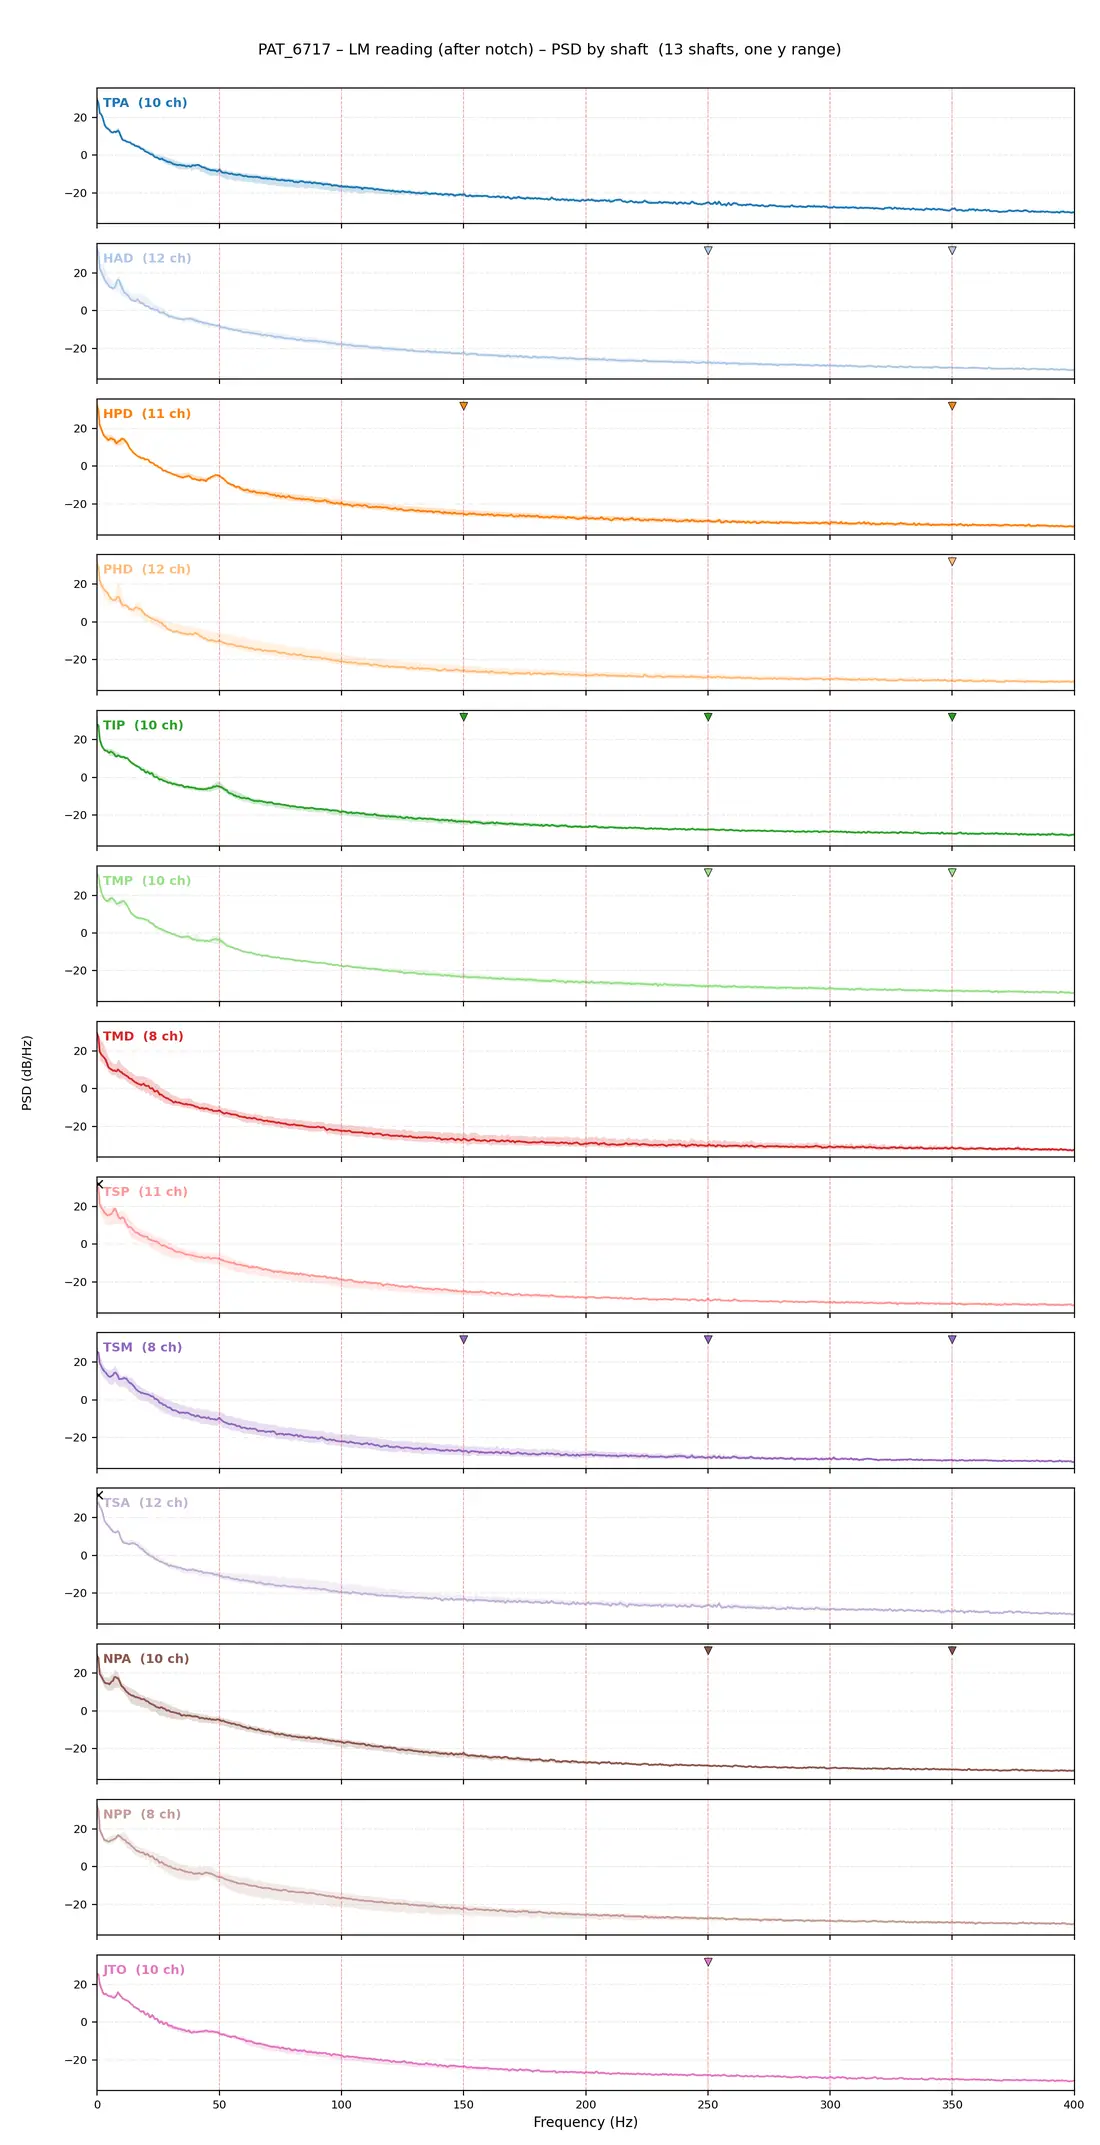 PAT_6717 – LM reading (after notch) – PSD by shaft  (13 shafts, one y range)
TPA  (10 ch)
20
0
−20
HAD  (12 ch)
20
0
−20
HPD  (11 ch)
20
0
−20
PHD  (12 ch)
20
0
−20
TIP  (10 ch)
20
0
−20
TMP  (10 ch)
20
0
−20
PSD (dB/Hz)
TMD  (8 ch)
20
0
−20
TSP  (11 ch)
20
0
−20
TSM  (8 ch)
20
0
−20
TSA  (12 ch)
20
0
−20
NPA  (10 ch)
20
0
−20
NPP  (8 ch)
20
0
−20
JTO  (10 ch)
20
0
−20
0 50 100 150 200 250 300 350 400
Frequency (Hz)